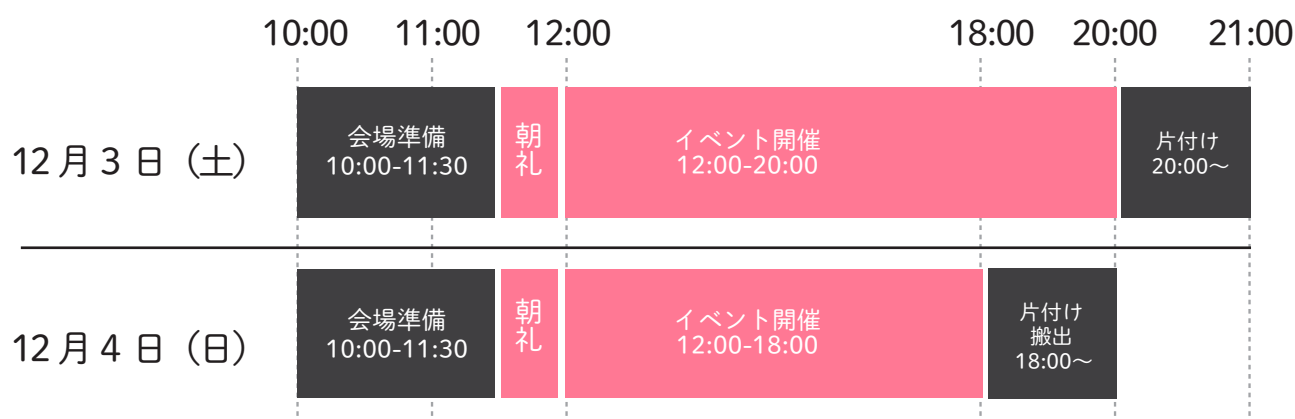 10:00 11:00 12:00 18:00 20:00 21:00
12月3日（土）
会場準備
10:00-11:30
朝礼
イベント開催
12:00-20:00
片付け
20:00〜
12月4日（日）
会場準備
10:00-11:30
朝礼
イベント開催
12:00-18:00
片付け
搬出
18:00〜